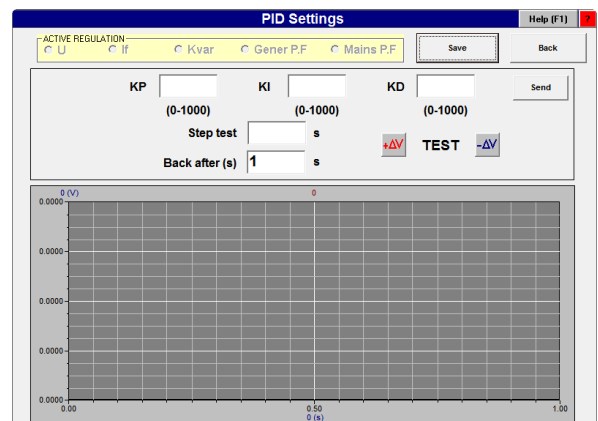 PID Settings Help (F1) ?
ACTIVE REGULATION
U If Kvar Gener P.F Mains P.F Save Back
KP KI KD Send
(0-1000) (0-1000) (0-1000)
Step test s
+ΔV TEST -ΔV
Back after (s) 1 s
0 (V) 0
0.0000
0.0000
0.0000
0.0000
0.0000
0.00 0.50 1.00
0 (s)